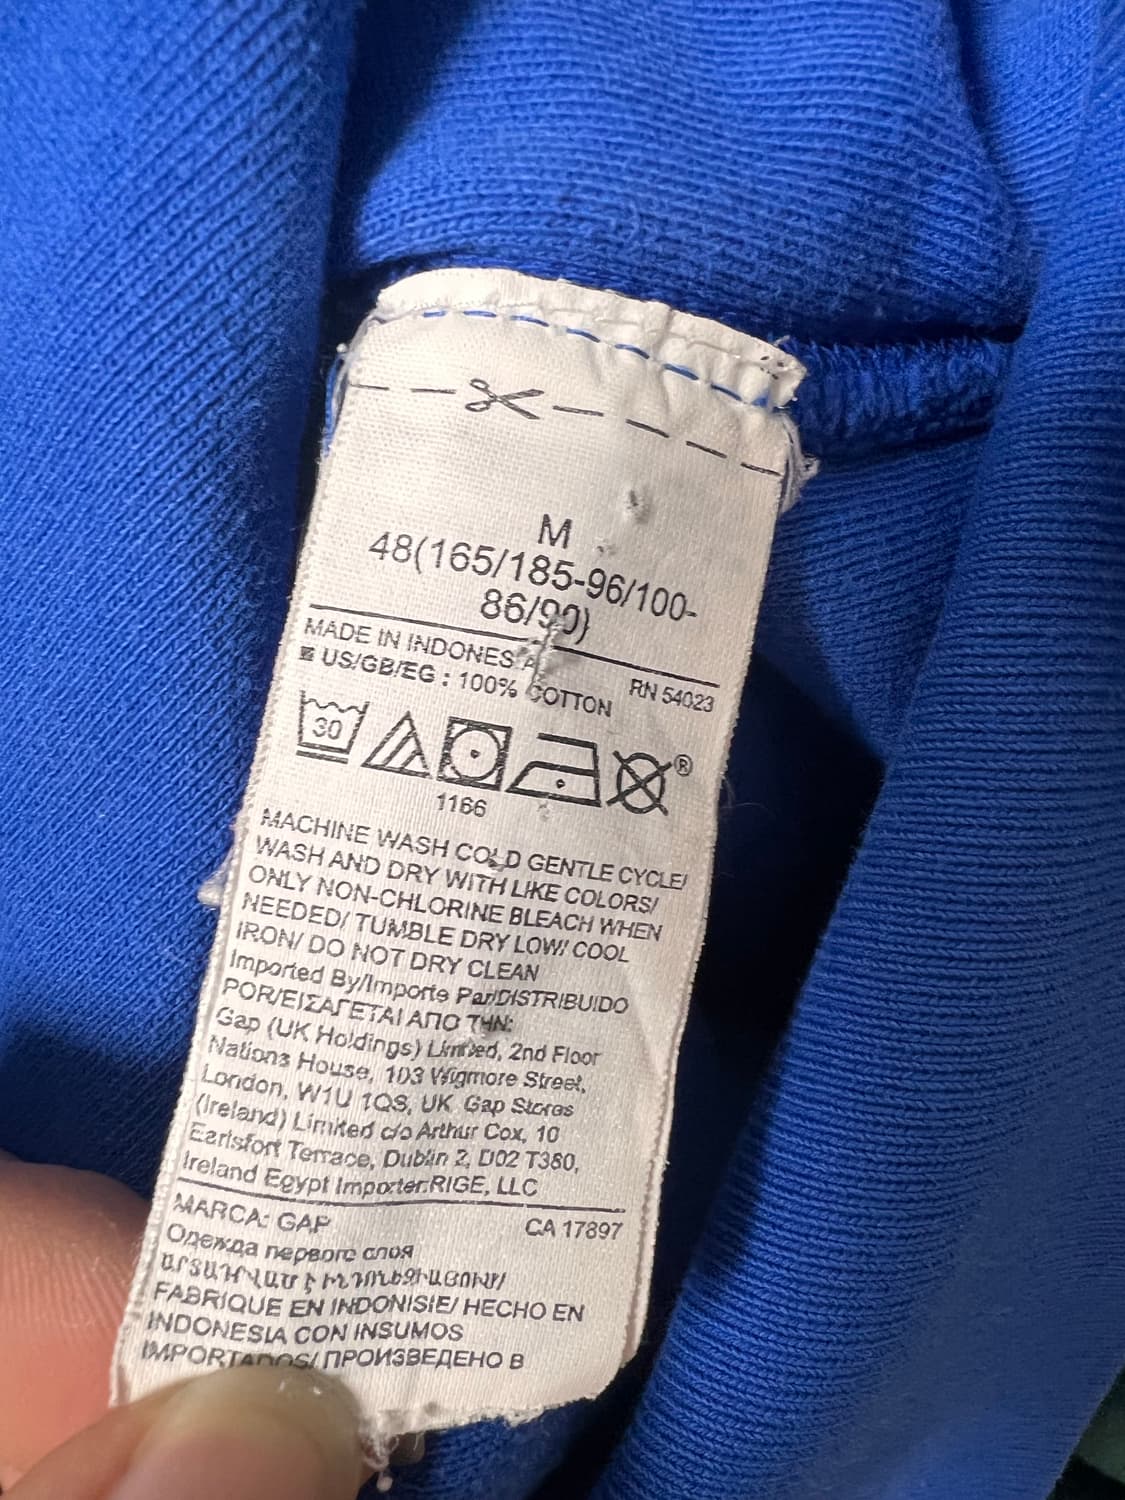 M
48(165/185-96/100-
86/90)
MADE IN INDONES A
RN 54023
US/GB/EG : 100% COTTON
30
®
1166
MACHINE WASH COLD GENTLE CYCLE/
WASH AND DRY WITH LIKE COLORS/
ONLY NON-CHLORINE BLEACH WHEN
NEEDED/ TUMBLE DRY LOW/ COOL
IRON/ DO NOT DRY CLEAN
Imported By/Importe Par/DISTRIBUIDO
POR/ΕΙΣΑΓΕΤΑΙ ΑΠΟ ΤΗΝ:
Gap (UK Holdings) Limited, 2nd Floor
Nations House, 103 Wigmore Street,
London, W1U 1QS, UK Gap Stores
(Ireland) Limited c/o Arthur Cox, 10
Earlsfort Terrace, Dublin 2, D02 T380,
Ireland Egypt Importer:RIGE, LLC
MARCA: GAP
CA 17897
Одежда первого слоя
FABRIQUE EN INDONISIE/ HECHO EN
INDONESIA CON INSUMOS
IMPORTADOS/ ПРОИЗВЕДЕНО В